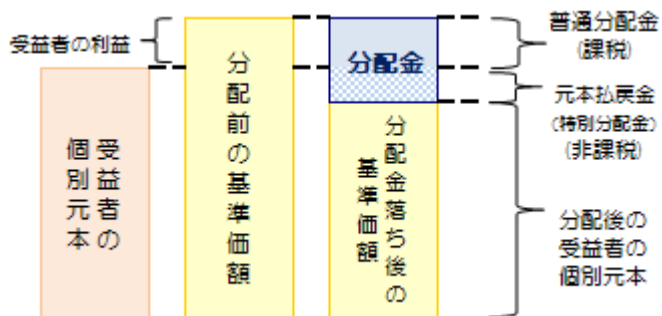 受益者の利益
受益者の
個別元本
分配前の基準価額
分配金
分配金落ち後の
基準価額
普通分配金
(課税)
元本払戻金
(特別分配金)
(非課税)
分配後の
受益者の
個別元本